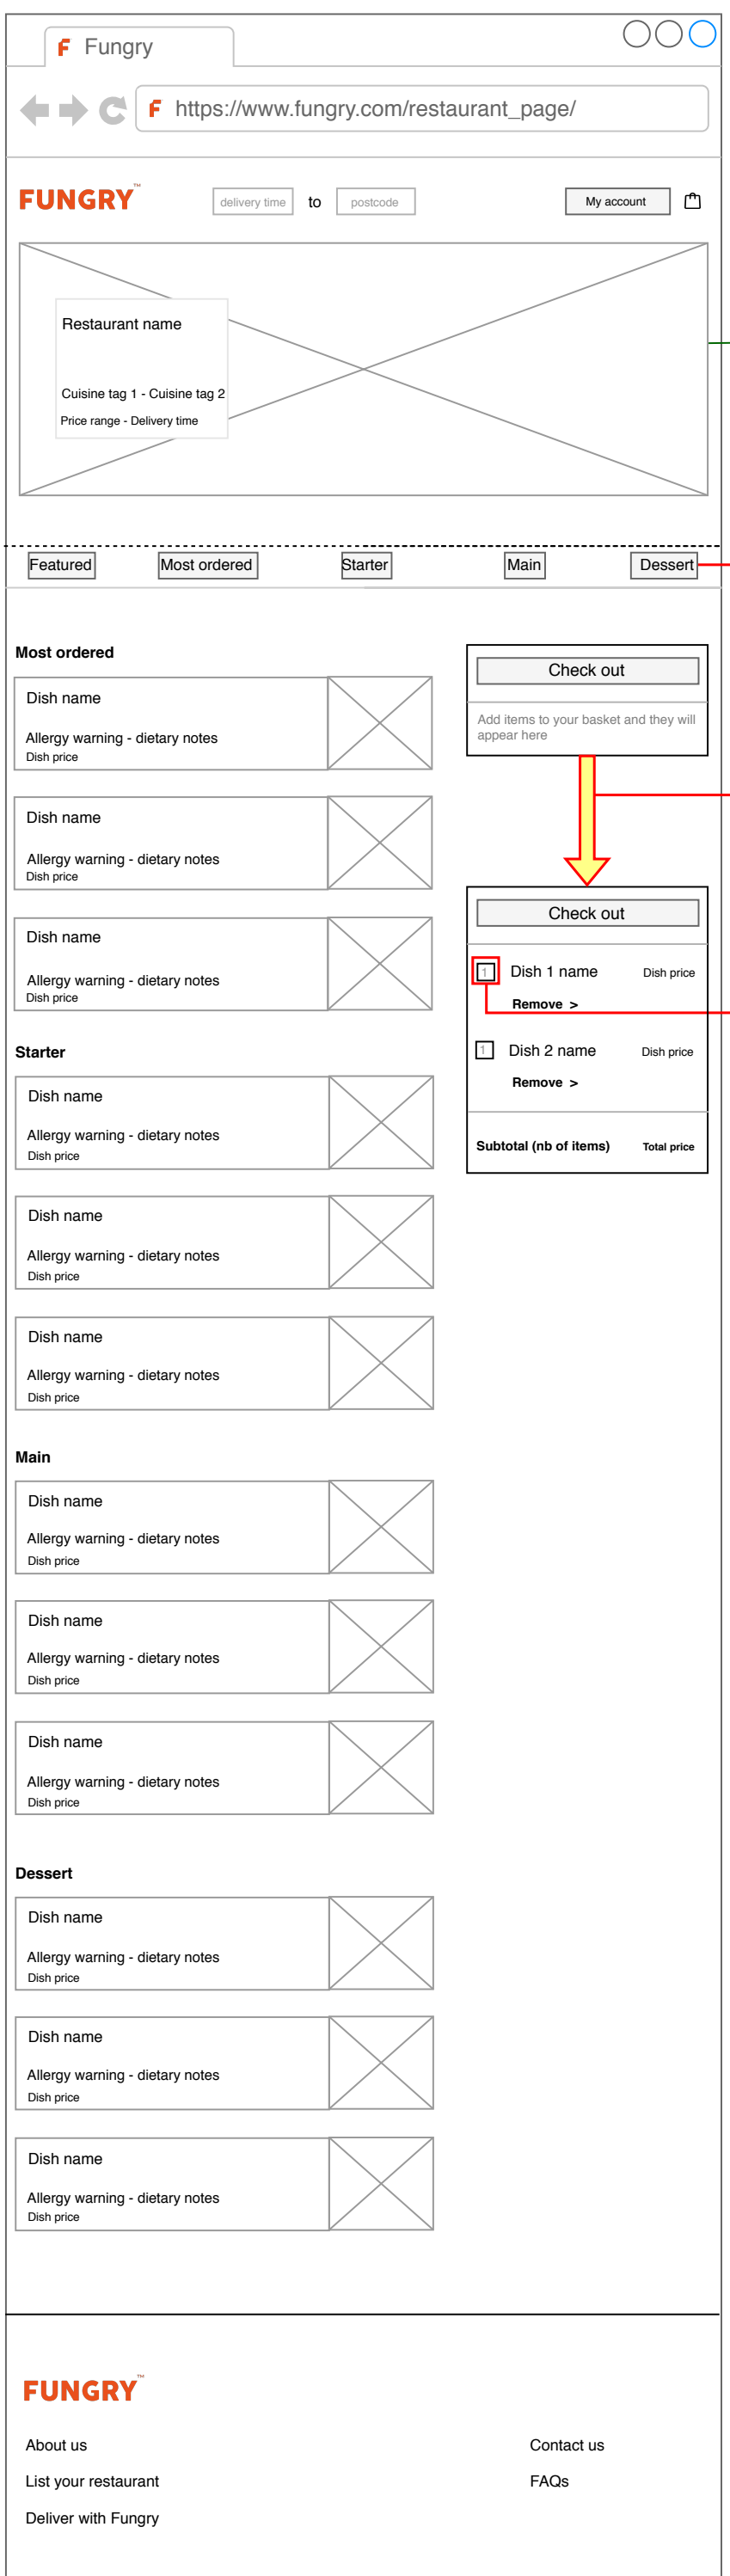 Fungry
https://www.fungry.com/restaurant_page/
FUNGRY™
delivery time to postcode
My account
Restaurant name
Cuisine tag 1 - Cuisine tag 2
Price range - Delivery time
Featured
Most ordered
Starter
Main
Dessert
Most ordered
Dish name
Allergy warning - dietary notes
Dish price
Dish name
Allergy warning - dietary notes
Dish price
Dish name
Allergy warning - dietary notes
Dish price
Check out
Add items to your basket and they will
appear here
Check out
1 Dish 1 name Dish price
Remove >
1 Dish 2 name Dish price
Remove >
Subtotal (nb of items) Total price
Starter
Dish name
Allergy warning - dietary notes
Dish price
Dish name
Allergy warning - dietary notes
Dish price
Dish name
Allergy warning - dietary notes
Dish price
Main
Dish name
Allergy warning - dietary notes
Dish price
Dish name
Allergy warning - dietary notes
Dish price
Dish name
Allergy warning - dietary notes
Dish price
Dessert
Dish name
Allergy warning - dietary notes
Dish price
Dish name
Allergy warning - dietary notes
Dish price
Dish name
Allergy warning - dietary notes
Dish price
FUNGRY™
About us
List your restaurant
Deliver with Fungry
Contact us
FAQs